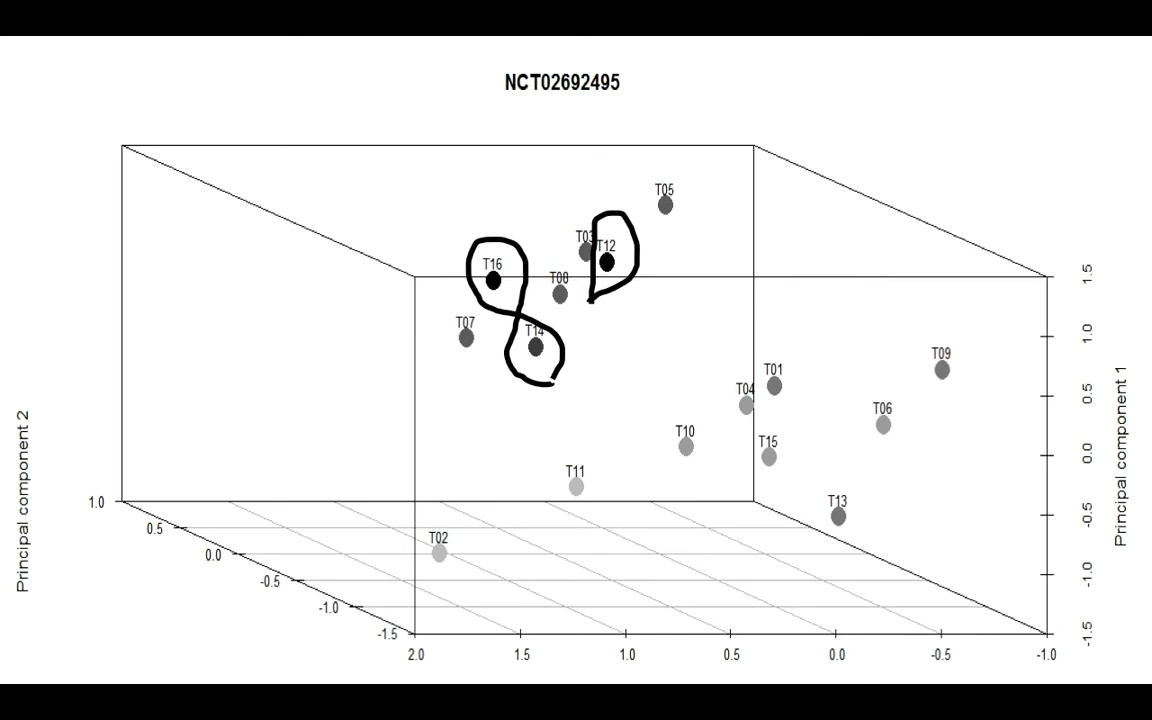 NCT02692495
T05
T03
T12
T16
T08
T07
T14
T09
T01
T04
T06
T10
T15
T11
T13
T02
Principal component 2
1.0
0.5
0.0
-0.5
-1.0
-1.5
2.0
1.5
1.0
0.5
0.0
-0.5
-1.0
1.5
1.0
0.5
0.0
-0.5
-1.0
-1.5
Principal component 1